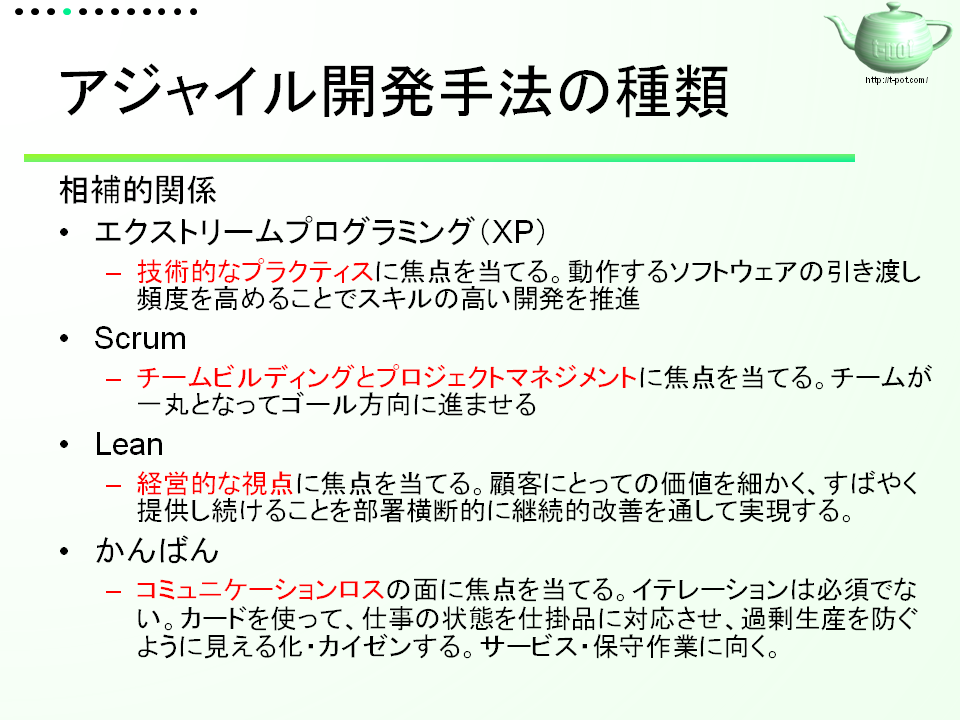 t-pot
http://t-pot.com/
アジャイル開発手法の種類
相補的関係
• エクストリームプログラミング（XP）
– 技術的なプラクティスに焦点を当てる。動作するソフトウェアの引き渡し
頻度を高めることでスキルの高い開発を推進
• Scrum
– チームビルディングとプロジェクトマネジメントに焦点を当てる。チームが
一丸となってゴール方向に進ませる
• Lean
– 経営的な視点に焦点を当てる。顧客にとっての価値を細かく、すばやく
提供し続けることを部署横断的に継続的改善を通して実現する。
• かんばん
– コミュニケーションロスの面に焦点を当てる。イテレーションは必須でな
い。カードを使って、仕事の状態を仕掛品に対応させ、過剰生産を防ぐ
ように見える化・カイゼンする。サービス・保守作業に向く。